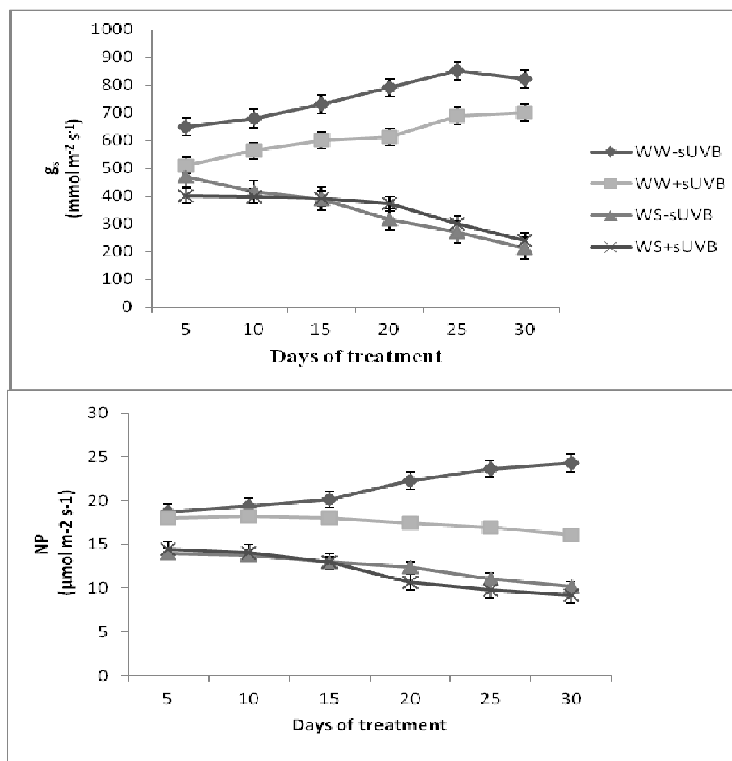 1000
900
800
700
600
500
400
300
200
100
0
gs
(mmol m-2 s-1)
5 10 15 20 25 30
Days of treatment
WW-sUVB
WW+sUVB
WS-sUVB
WS+sUVB
30
25
20
15
10
5
0
NP
(µmol m-2 s-1)
5 10 15 20 25 30
Days of treatment